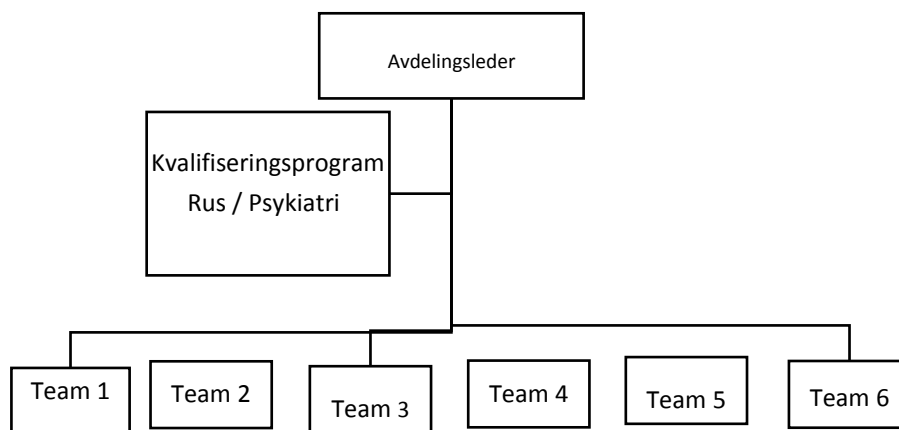 Avdelingsleder
Kvalifiseringsprogram
Rus / Psykiatri
Team 1
Team 2
Team 3
Team 4
Team 5
Team 6